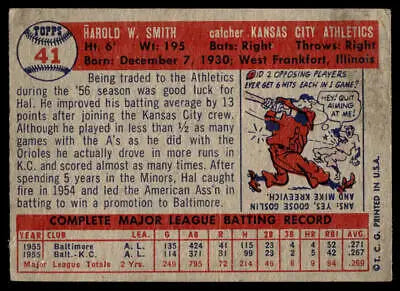 TOPPS
41
HAROLD W. SMITH catcher KANSAS CITY ATHLETICS
Ht. 6' Wt: 195 Bats: Right Throws: Right
Born: December 7, 1930; West Frankfort, Illinois
Being traded to the Athletics
during the '56 season was good luck for
Hal. He improved his batting average by 13
points after joining the Kansas City crew.
Although he played in less than ½ as many
games with the A's as he did with the
Orioles he actually drove in more runs in
K.C. and scored almost as many times. After
spending 5 years in the Minors, Hal caught
fire in 1954 and led the American Ass'n in
batting to win a promotion to Baltimore.
DID 2 OPPOSING PLAYERS
EVER GET 6 HITS EACH IN 1 GAME?
HEY! QUIT
AIMING AT
ME!
ANS: YES. GOOSE GOSLIN
AND MIKE KREEVICH.
COMPLETE MAJOR LEAGUE BATTING RECORD
G AB R H 2B 3B HR RBI AVG.
1955 Baltimore A. L. 135 424 41 115 23 4 4 52 .271
1955 Balt.-K.C. A. L. 114 371 31 99 24 0 5 42 .267
Major League Totals 2 Yrs. 249 795 72 214 47 4 9 94
© T. C. G. PRINTED IN U.S.A.